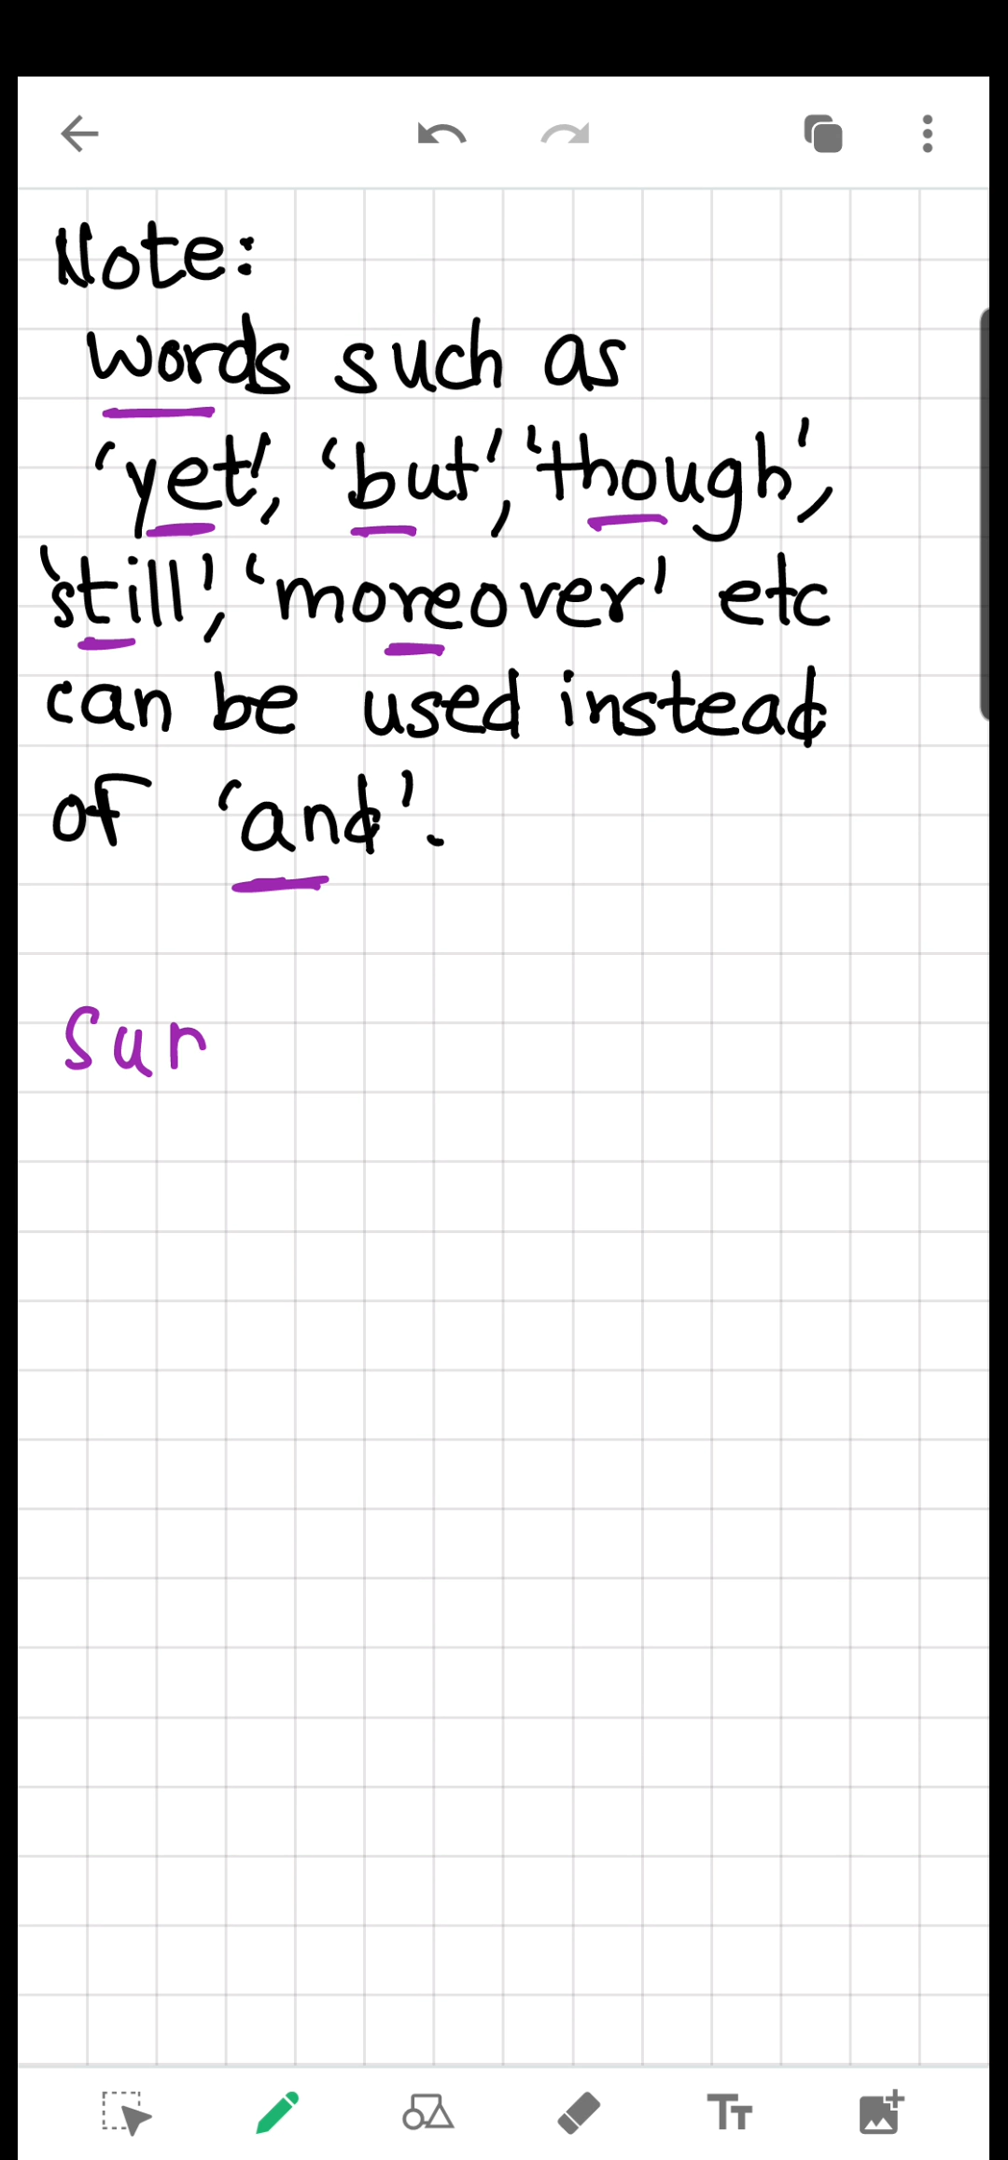 Note:
words such as
'yet', 'but', 'though',
'still', 'moreover' etc
can be used instead
of 'and'.
Sur